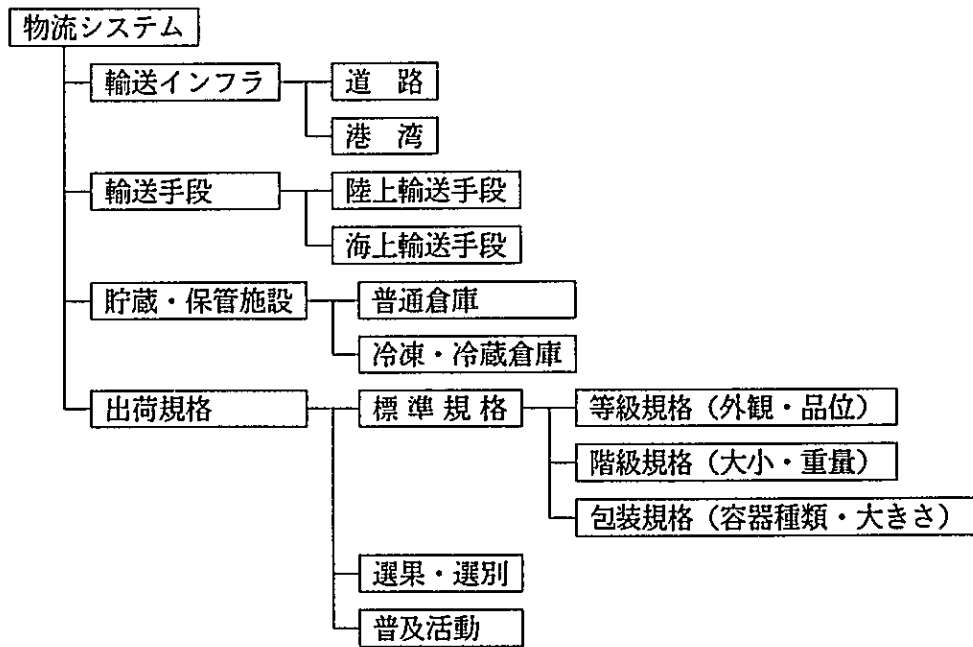 物流システム
輸送インフラ
道 路
港 湾
輸送手段
陸上輸送手段
海上輸送手段
貯蔵・保管施設
普通倉庫
冷凍・冷蔵倉庫
出荷規格
標準規格
等級規格（外観・品位）
階級規格（大小・重量）
包装規格（容器種類・大きさ）
選果・選別
普及活動